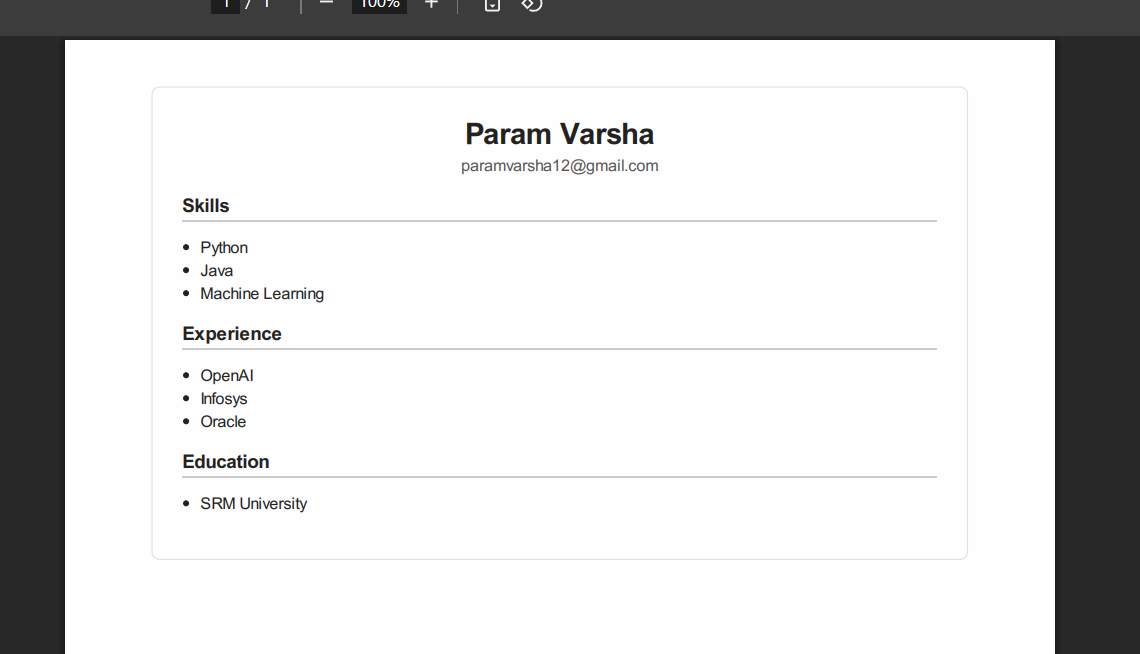 1 / 1
100%
Param Varsha
paramvarsha12@gmail.com
Skills
Python
Java
Machine Learning
Experience
OpenAI
Infosys
Oracle
Education
SRM University